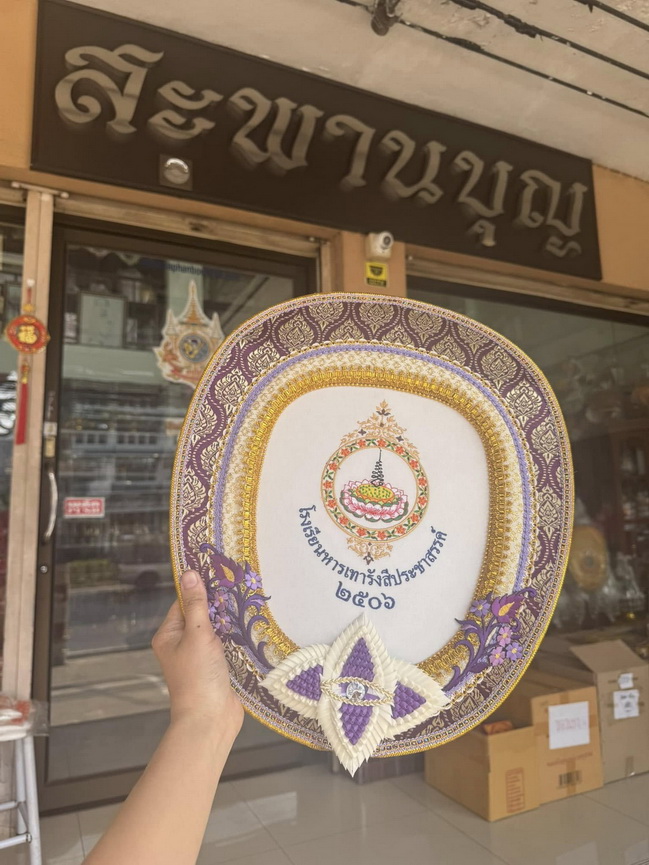 สะพานบุญ
โรงเรียนหารเทารังสีประชาสรรค์
๒๕๐๖